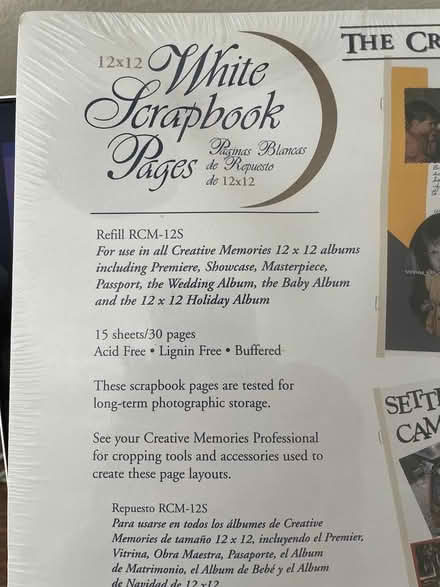 12x12 White
Scrapbook
Pages
Páginas Blancas
de Repuesto
de 12x12
THE CR
Refill RCM-12S
For use in all Creative Memories 12 x 12 albums
including Premiere, Showcase, Masterpiece,
Passport, the Wedding Album, the Baby Album
and the 12 x 12 Holiday Album
15 sheets/30 pages
Acid Free • Lignin Free • Buffered
These scrapbook pages are tested for
long-term photographic storage.
See your Creative Memories Professional
for cropping tools and accessories used to
create these page layouts.
SETT
CAM
Repuesto RCM-12S
Para usarse en todos los álbumes de Creative
Memories de tamaño 12 x 12, incluyendo el Premier,
Vitrina, Obra Maestra, Pasaporte, el Album
de Matrimonio, el Album de Bebé y el Album
de Navidad de 12 x12